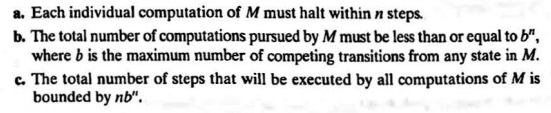 a. Each individual computation of M must halt within n steps.
b. The total number of computations pursued by M must be less than or equal to bⁿ,
where b is the maximum number of competing transitions from any state in M.
c. The total number of steps that will be executed by all computations of M is
bounded by nbⁿ.